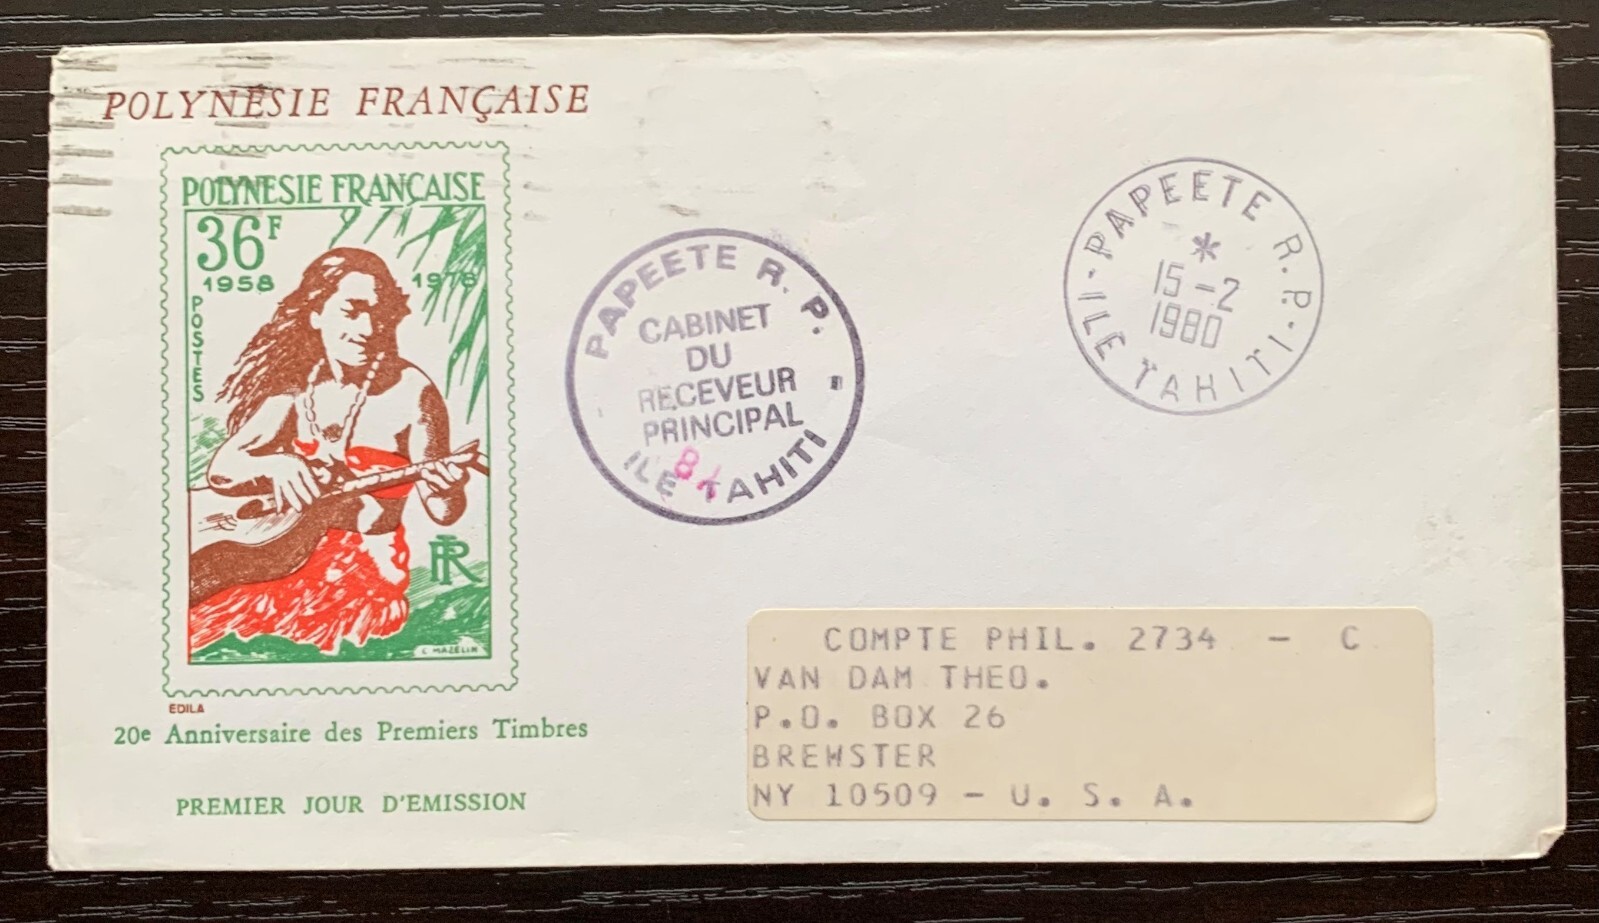 POLYNÉSIE FRANÇAISE
POLYNESIE FRANÇAISE
36F
1958 1978
POSTES
RF
C MAZELIN
EDILA
20e Anniversaire des Premiers Timbres
PREMIER JOUR D'EMISSION
PAPEETE R. P.
CABINET
DU
RECEVEUR
PRINCIPAL
ILE TAHITI
PAPEETE R. P.
*
15-2
1980
ILE TAHITI
COMPTE PHIL. 2734 - C
VAN DAM THEO.
P.O. BOX 26
BREWSTER
NY 10509 - U. S. A.